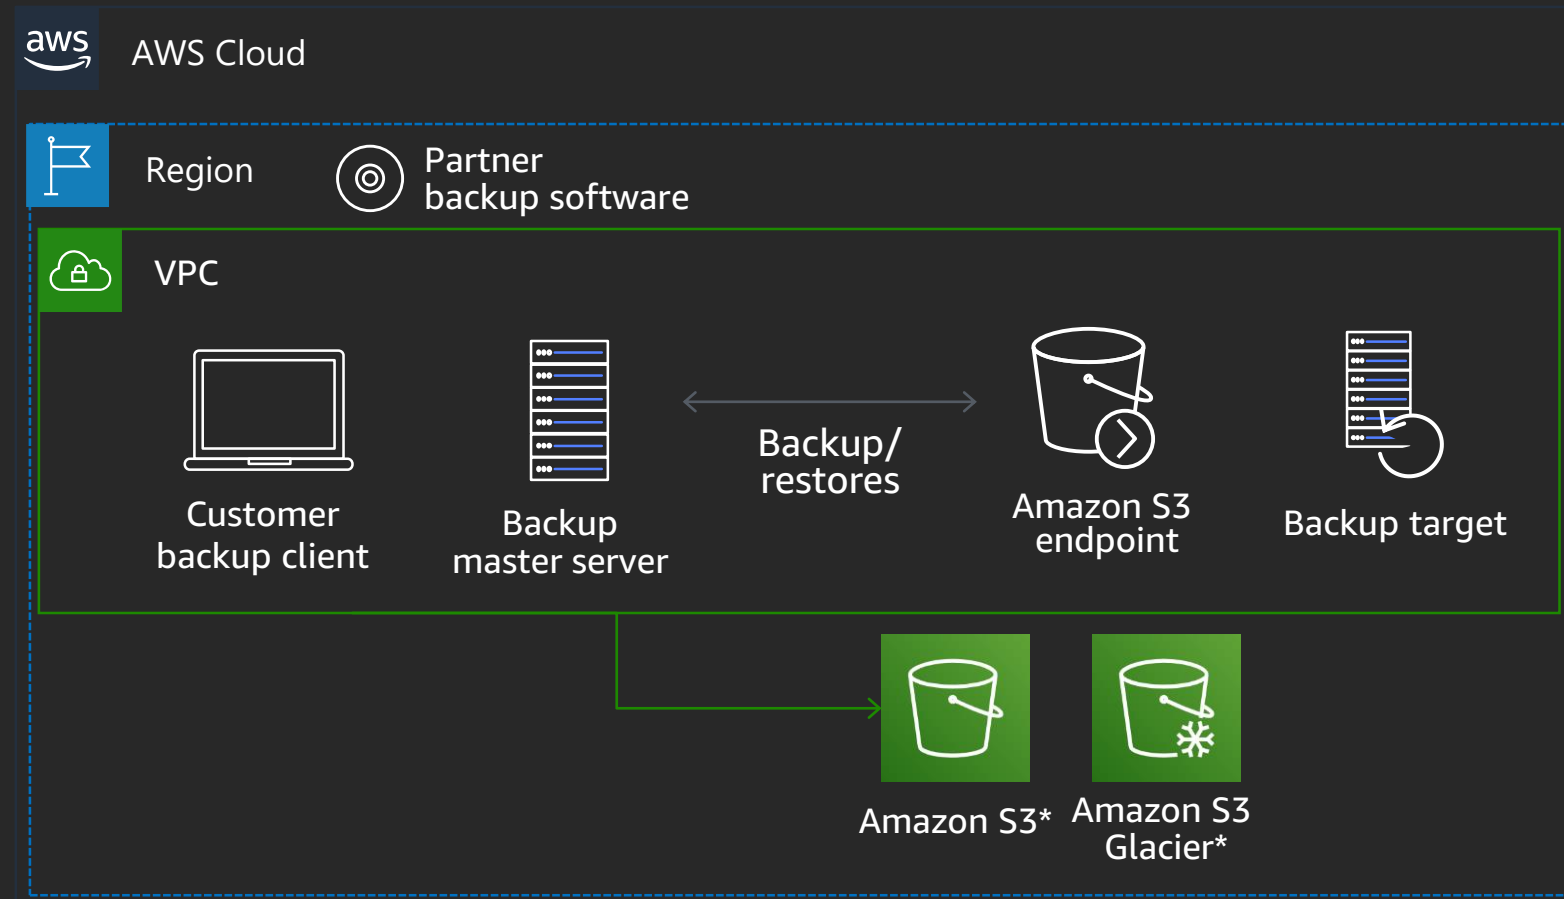 aws
AWS Cloud
Region
Partner
backup software
VPC
Customer
backup client
Backup
master server
Backup/
restores
Amazon S3
endpoint
Backup target
Amazon S3*
Amazon S3
Glacier*